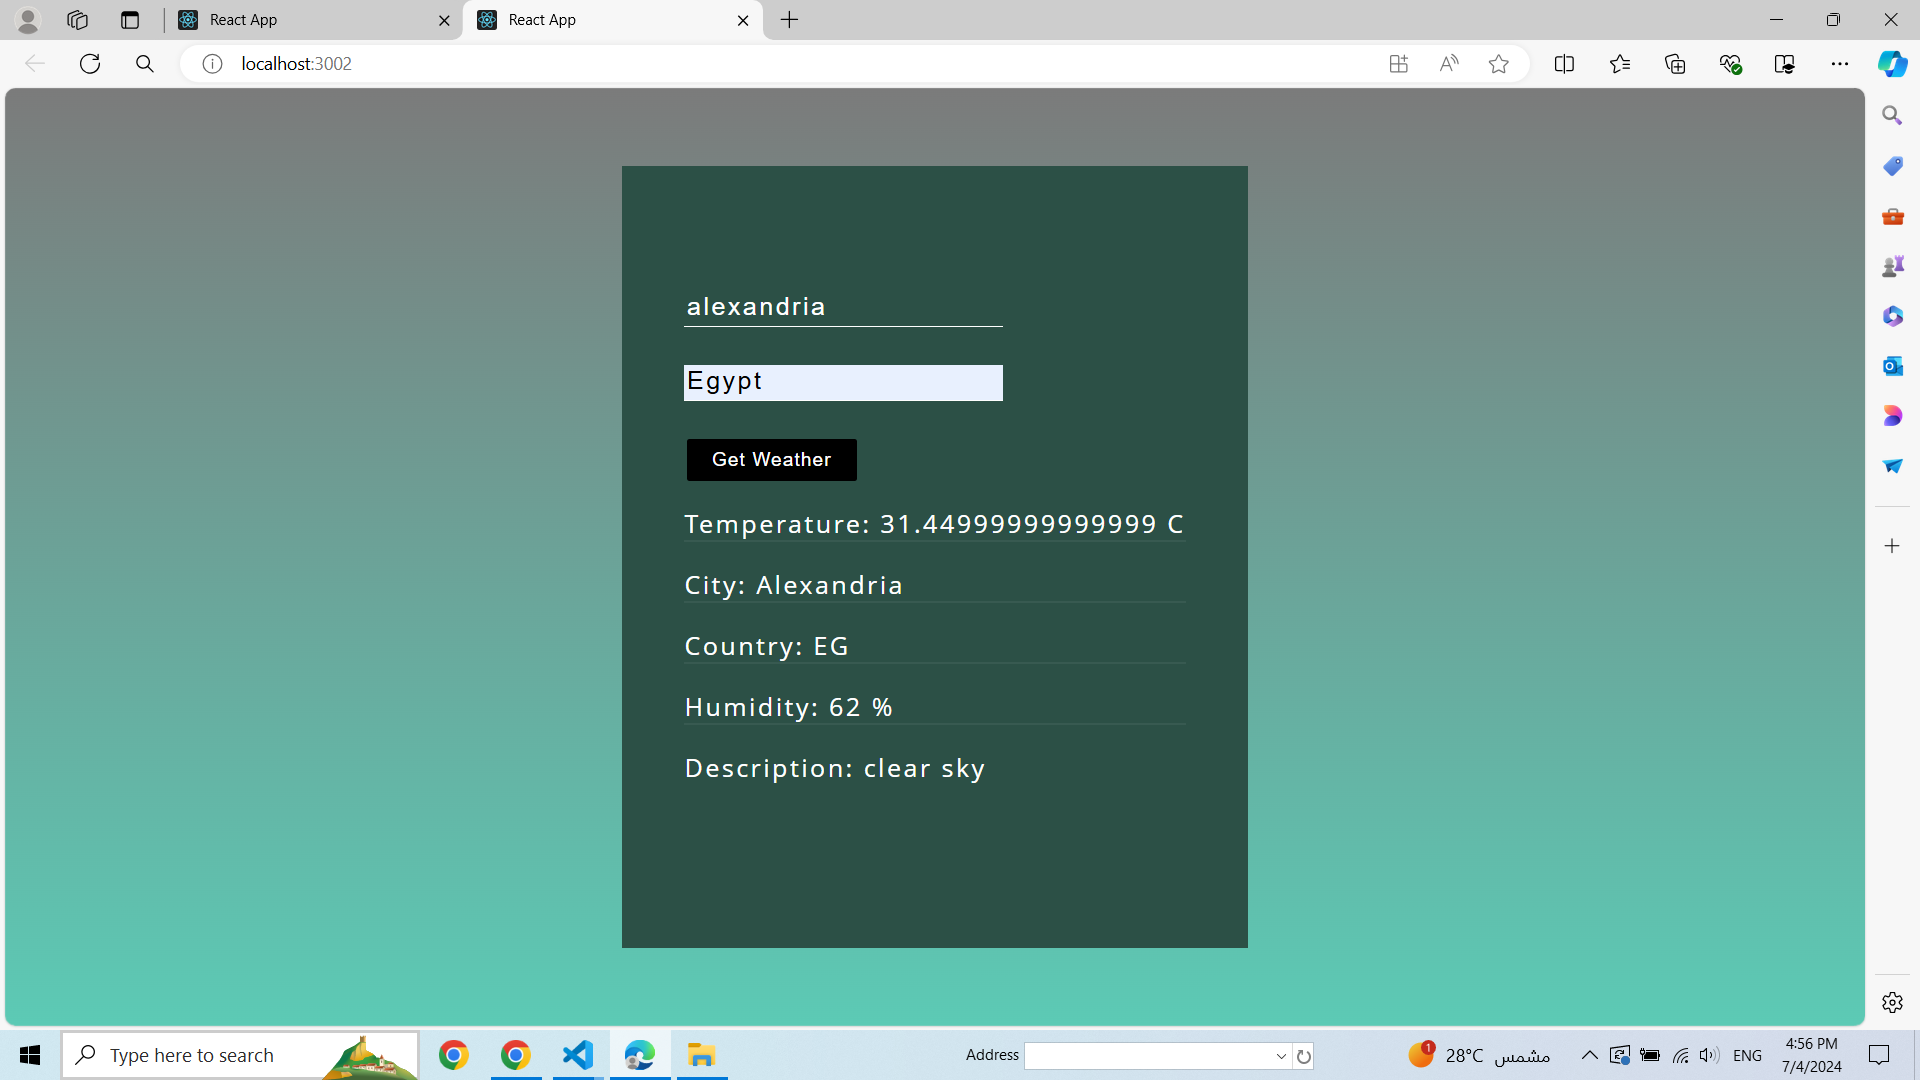 React App
React App
localhost:3002
alexandria
Egypt
Get Weather
Temperature: 31.44999999999999 C
City: Alexandria
Country: EG
Humidity: 62 %
Description: clear sky
Type here to search
Address
1
28°C مشمس
ENG
4:56 PM
7/4/2024